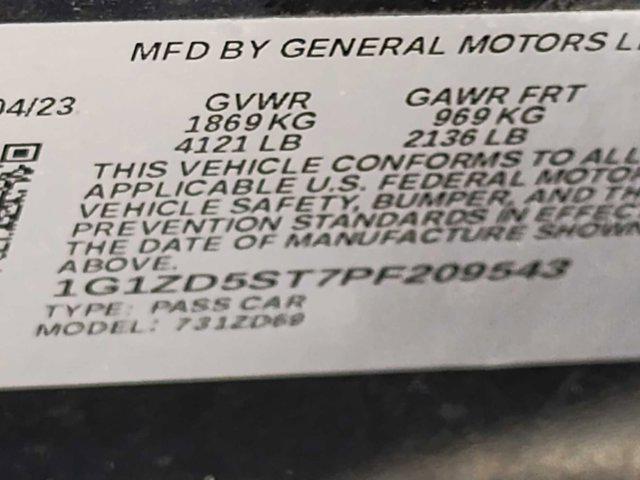 MFD BY GENERAL MOTORS LL
04/23
GVWR
1869 KG
4121 LB
GAWR FRT
969 KG
2136 LB
THIS VEHICLE CONFORMS TO ALL
APPLICABLE U.S. FEDERAL MOTOR
VEHICLE SAFETY, BUMPER, AND TH
PREVENTION STANDARDS IN EFFECT
THE DATE OF MANUFACTURE SHOWN
ABOVE.
1G1ZD5ST7PF209543
TYPE: PASS CAR
MODEL: 731ZD69